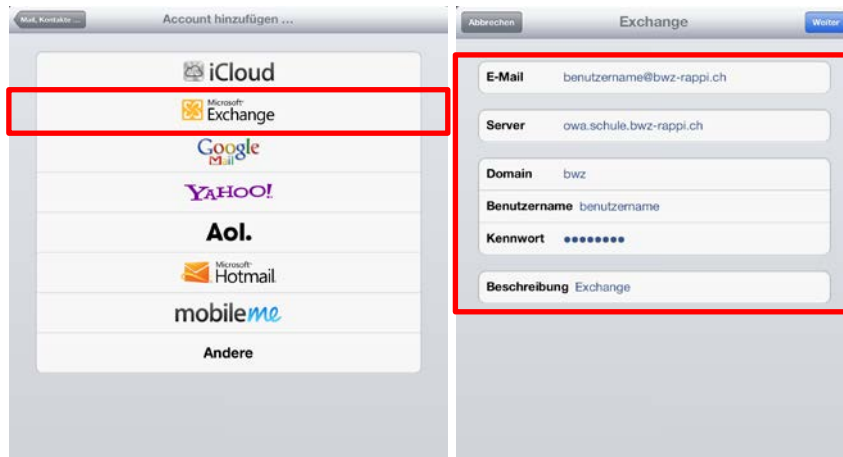 Mail, Kontakte ...
Account hinzufügen ...
iCloud
Microsoft
Exchange
Google
Mail
YAHOO!
Aol.
Microsoft
Hotmail
mobileme
Andere
Abbrechen
Exchange
Weiter
E-Mail benutzername@bwz-rappi.ch
Server owa.schule.bwz-rappi.ch
Domain bwz
Benutzername benutzername
Kennwort ••••••••
Beschreibung Exchange